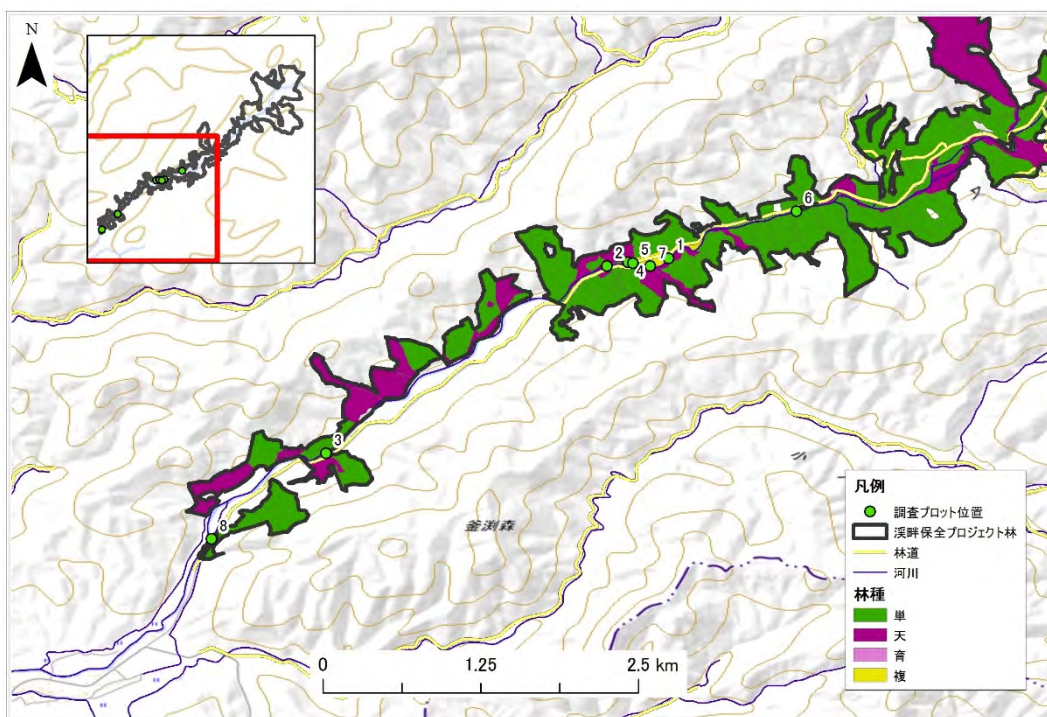 N
6
1
5
7
2
4
3
8
釜渕森
0 1.25 2.5 km
凡例
調査プロット位置
渓畔保全プロジェクト林
林道
河川
林種
単
天
育
複